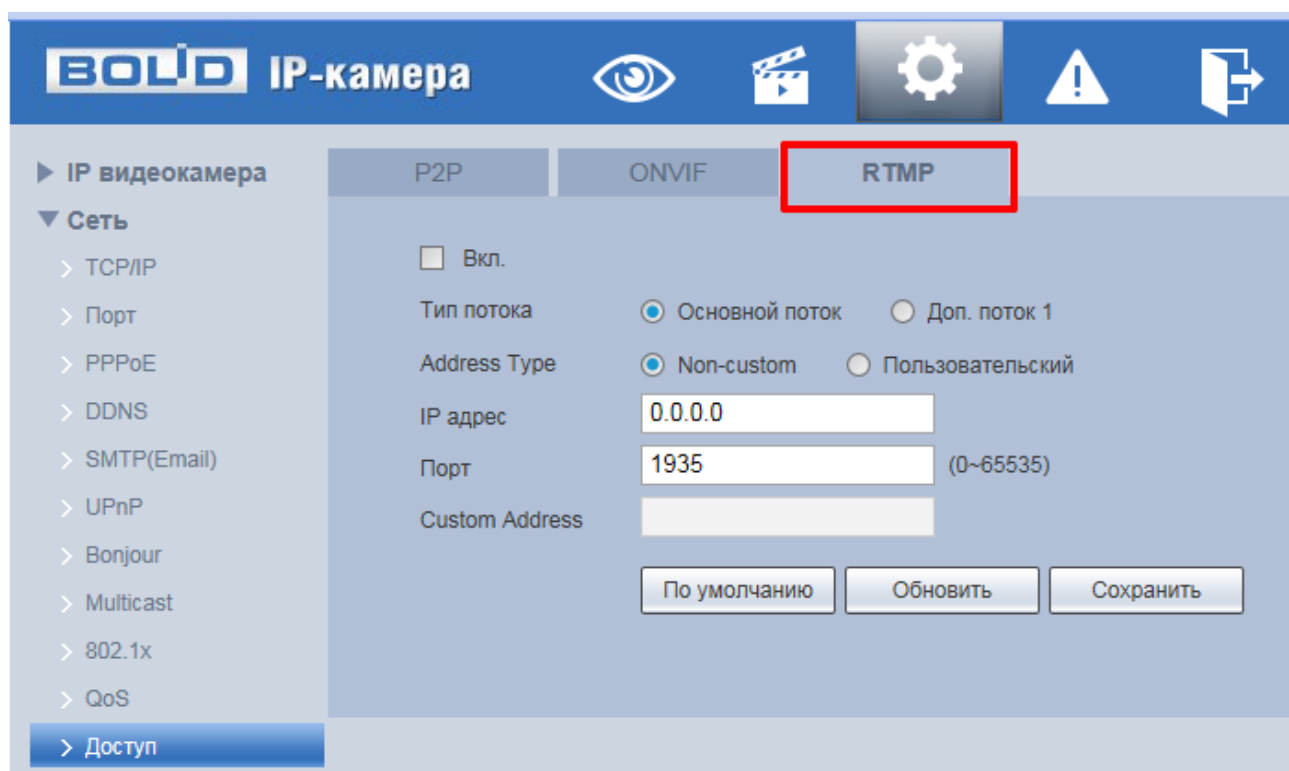 BOLID IP-камера
IP видеокамера
Сеть
TCP/IP
Порт
PPPoE
DDNS
SMTP(Email)
UPnP
Bonjour
Multicast
802.1x
QoS
Доступ
P2P ONVIF RTMP
Вкл.
Тип потока Основной поток Доп. поток 1
Address Type Non-custom Пользовательский
IP адрес 0.0.0.0
Порт 1935 (0~65535)
Custom Address
По умолчанию Обновить Сохранить